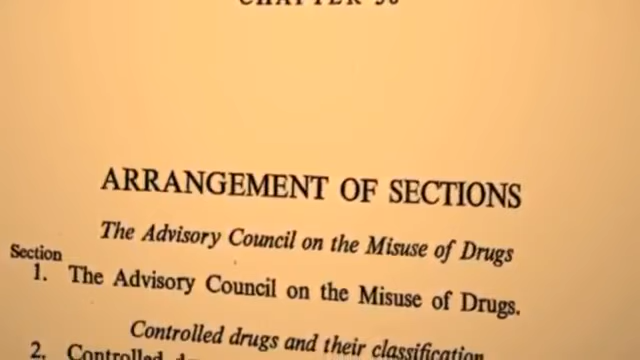 ARRANGEMENT OF SECTIONS
The Advisory Council on the Misuse of Drugs
Section
1. The Advisory Council on the Misuse of Drugs.
Controlled drugs and their classification
2. Controlled